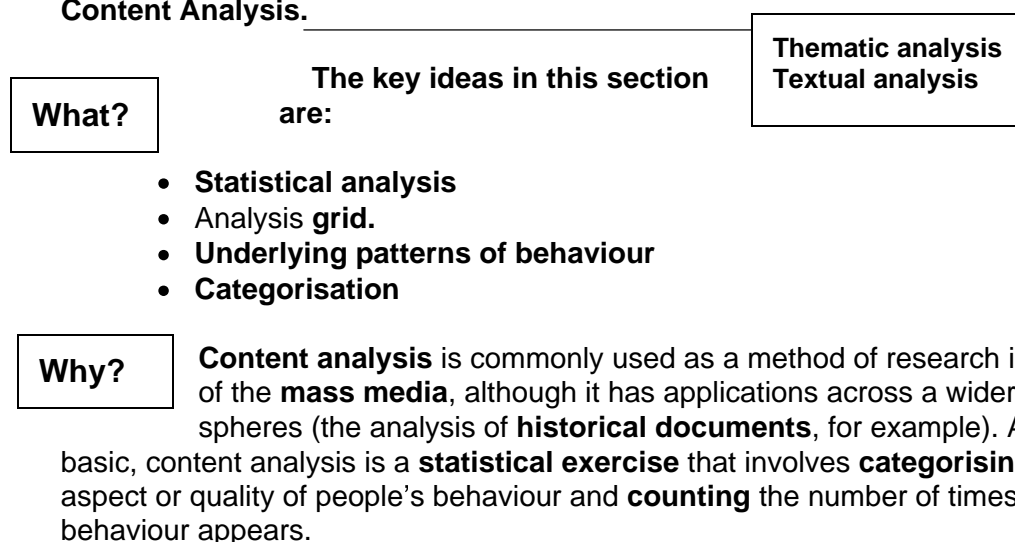 Content Analysis.
Thematic analysis
Textual analysis
What?
The key ideas in this section
are:
• Statistical analysis
• Analysis grid.
• Underlying patterns of behaviour
• Categorisation
Why?
Content analysis is commonly used as a method of research
of the mass media, although it has applications across a wider
spheres (the analysis of historical documents, for example).
basic, content analysis is a statistical exercise that involves categorisin
aspect or quality of people's behaviour and counting the number of times
behaviour appears.